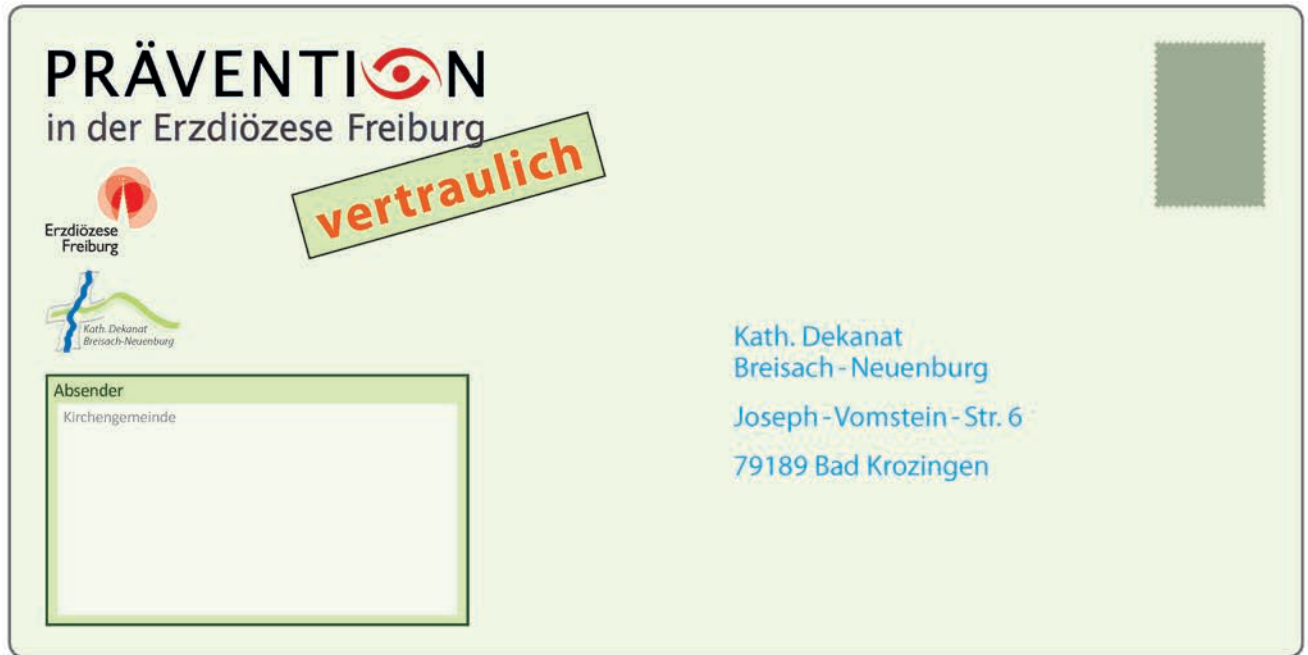 PRÄVENTION
in der Erzdiözese Freiburg
vertraulich
Erzdiözese
Freiburg
Kath. Dekanat
Breisach-Neuenburg
Absender
Kirchengemeinde
Kath. Dekanat
Breisach - Neuenburg
Joseph - Vomstein - Str. 6
79189 Bad Krozingen